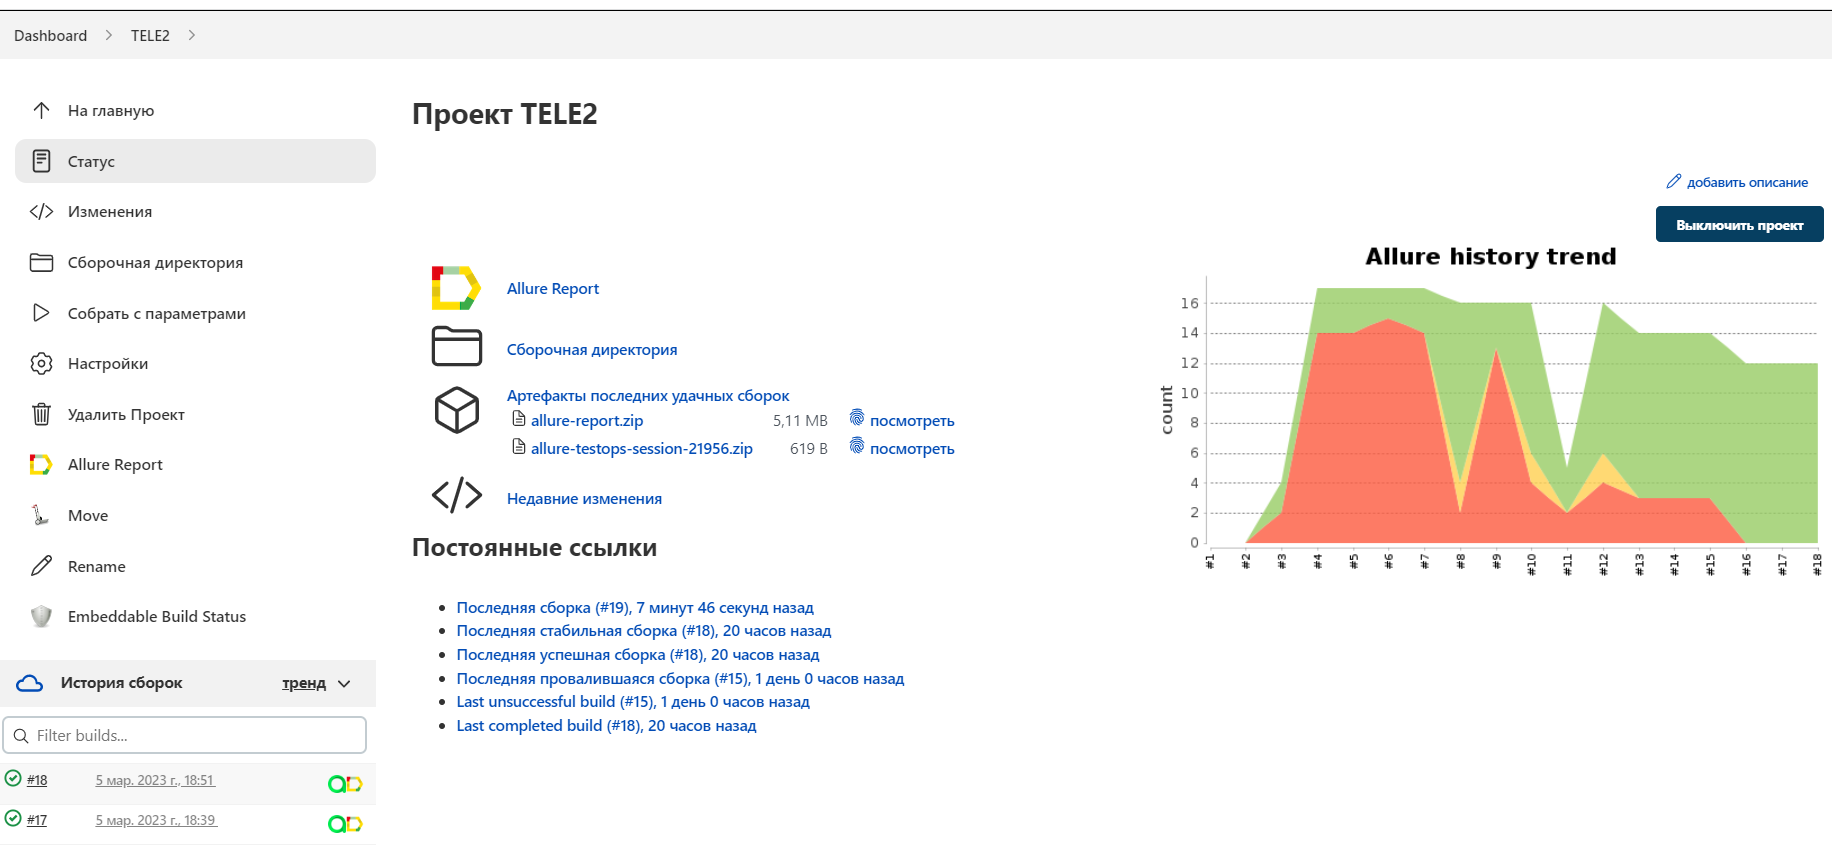 Dashboard > TELE2 >
На главную
Статус
Изменения
Сборочная директория
Собрать с параметрами
Настройки
Удалить Проект
Allure Report
Move
Rename
Embeddable Build Status
История сборок тренд
Filter builds...
#18 5 мар. 2023 г., 18:51
#17 5 мар. 2023 г., 18:39
Проект TELE2
добавить описание
Выключить проект
Allure Report
Сборочная директория
Артефакты последних удачных сборок
allure-report.zip 5,11 MB посмотреть
allure-testops-session-21956.zip 619 B посмотреть
Недавние изменения
Постоянные ссылки
Последняя сборка (#19), 7 минут 46 секунд назад
Последняя стабильная сборка (#18), 20 часов назад
Последняя успешная сборка (#18), 20 часов назад
Последняя провалившаяся сборка (#15), 1 день 0 часов назад
Last unsuccessful build (#15), 1 день 0 часов назад
Last completed build (#18), 20 часов назад
Allure history trend
count
16
14
12
10
8
6
4
2
0
#1 #2 #3 #4 #5 #6 #7 #8 #9 #10 #11 #12 #13 #14 #15 #16 #17 #18